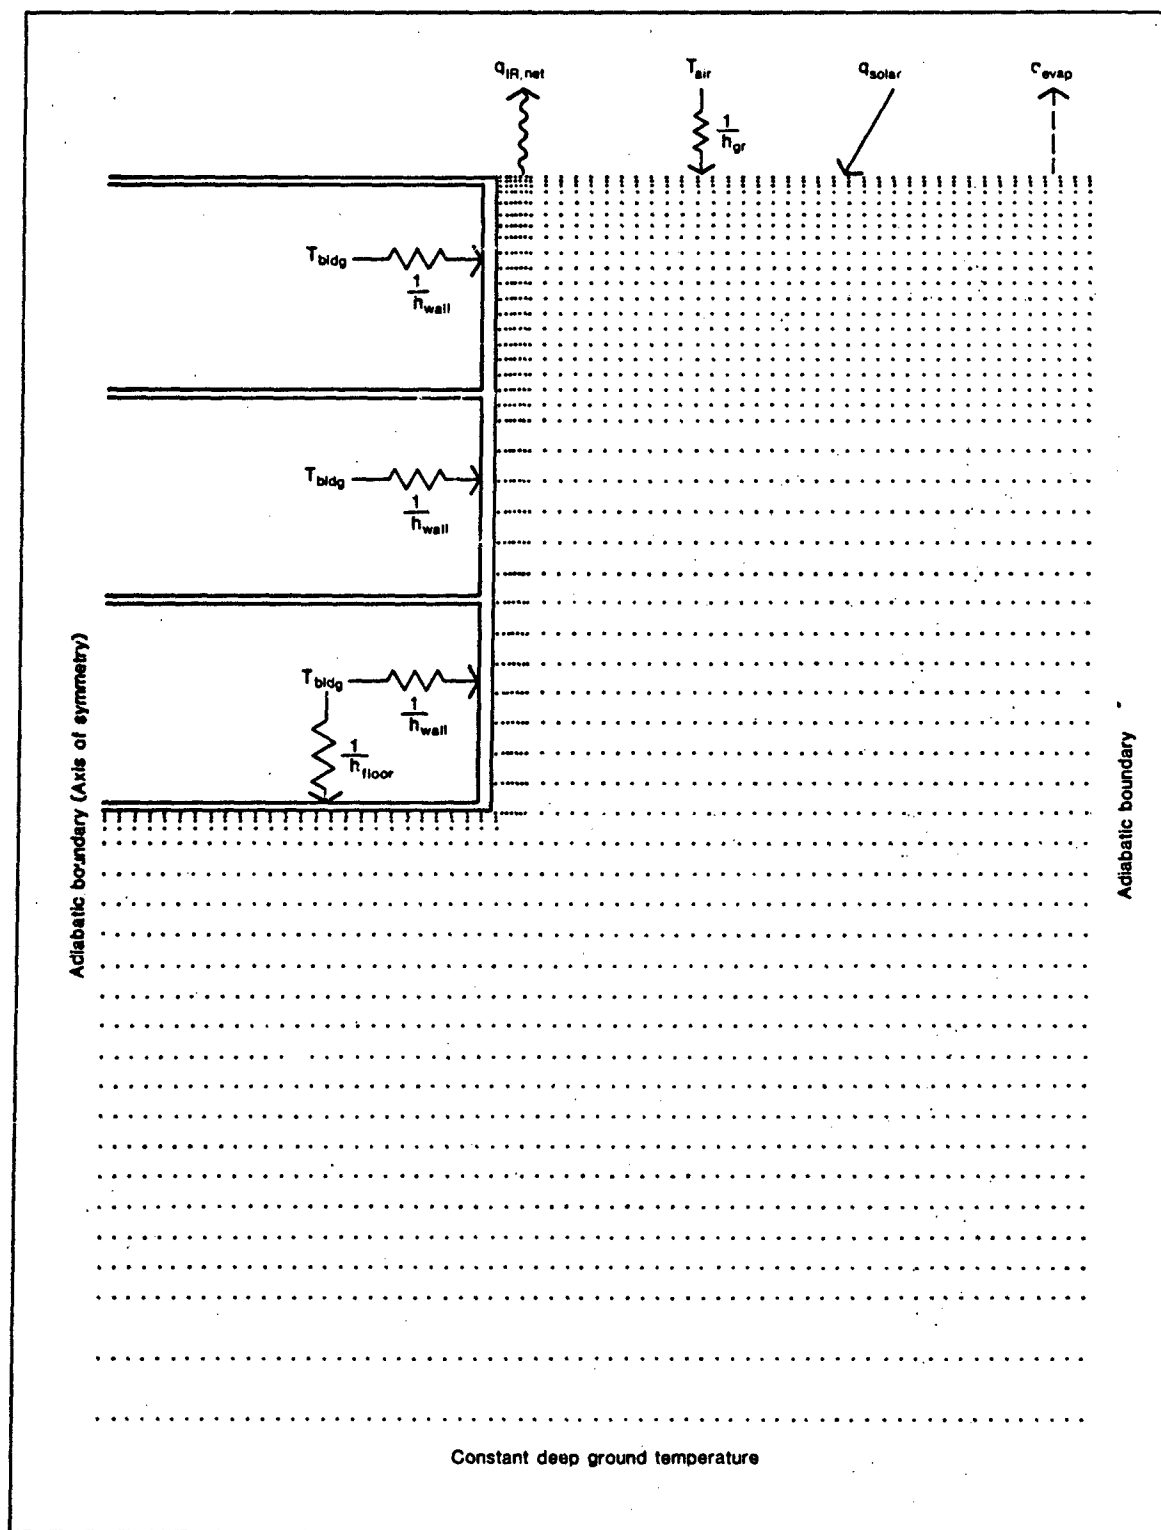 q_IR, net T_air q_solar q_evap
1/h_gr
T_bldg
1/h_wall
T_bldg
1/h_wall
T_bldg
1/h_wall
1/h_floor
Adiabatic boundary (Axis of symmetry)
Adiabatic boundary
Constant deep ground temperature